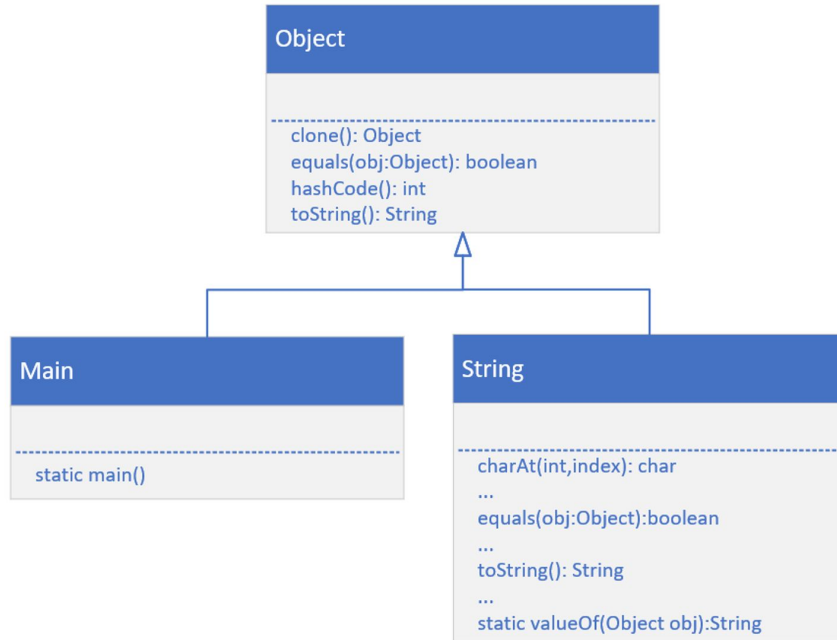 Object
clone(): Object
equals(obj:Object): boolean
hashCode(): int
toString(): String
Main
static main()
String
charAt(int,index): char
...
equals(obj:Object):boolean
...
toString(): String
...
static valueOf(Object obj):String